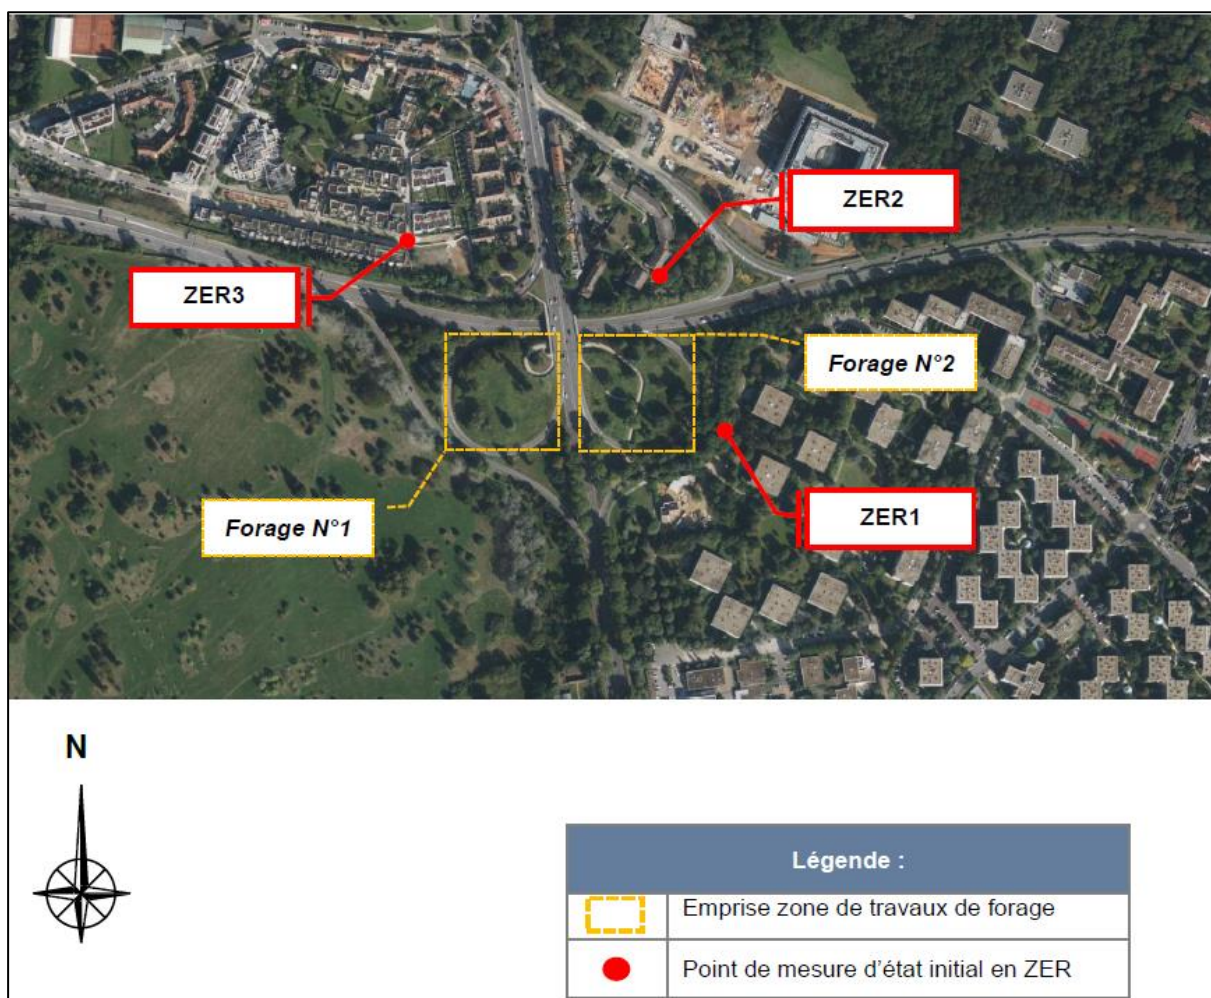 ZER2
ZER3
Forage N°2
Forage N°1
ZER1
N
Légende :
Emprise zone de travaux de forage
Point de mesure d'état initial en ZER